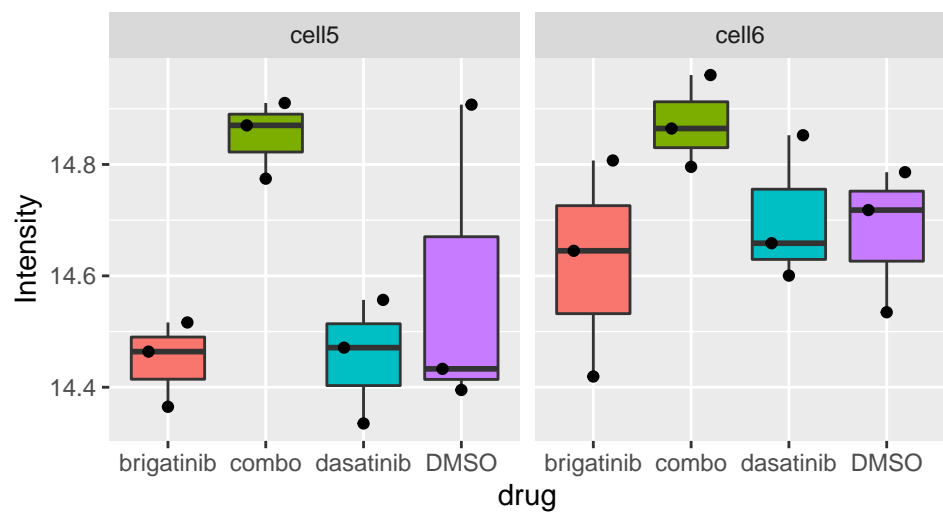 cell5 cell6
Intensity
14.8
14.6
14.4
brigatinib combo dasatinib DMSO brigatinib combo dasatinib DMSO
drug